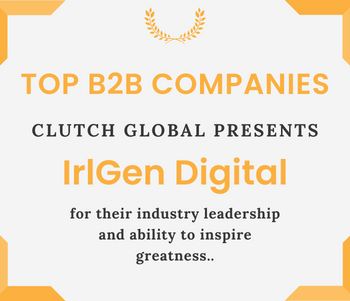 TOP B2B COMPANIES
CLUTCH GLOBAL PRESENTS
IrlGen Digital
for their industry leadership
and ability to inspire
greatness..